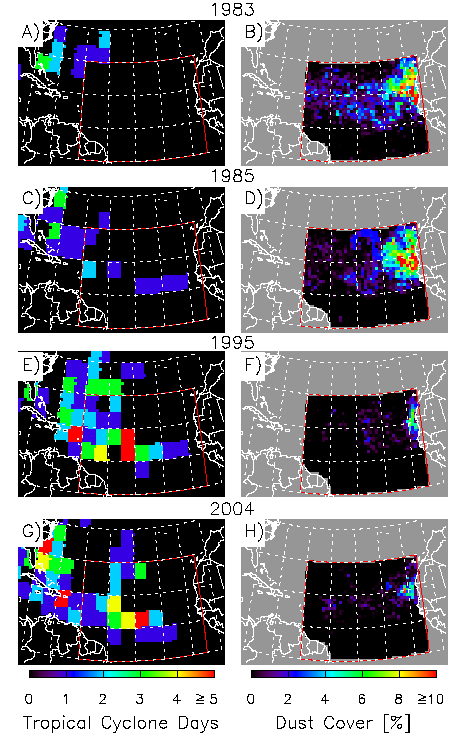 1983
A) B)
1985
C) D)
1995
E) F)
2004
G) H)
0 1 2 3 4 ≥5 0 2 4 6 8 ≥10
Tropical Cyclone Days Dust Cover [%]